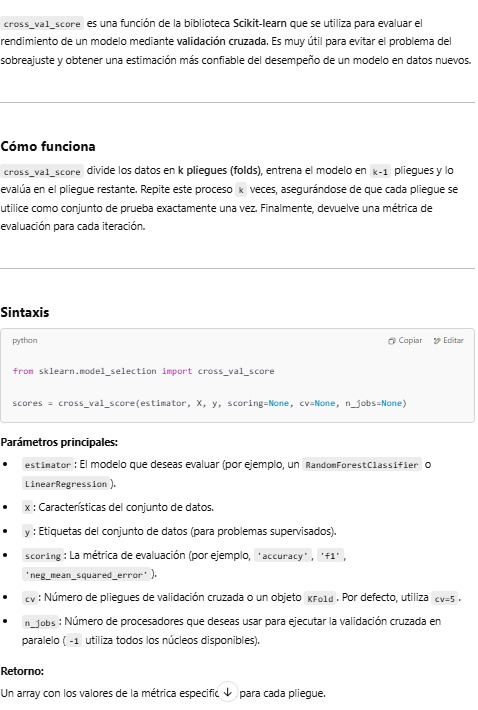 cross_val_score es una función de la biblioteca Scikit-learn que se utiliza para evaluar el
rendimiento de un modelo mediante validación cruzada. Es muy útil para evitar el problema del
sobreajuste y obtener una estimación más confiable del desempeño de un modelo en datos nuevos.
Cómo funciona
cross_val_score divide los datos en k pliegues (folds), entrena el modelo en k-1 pliegues y lo
evalúa en el pliegue restante. Repite este proceso k veces, asegurándose de que cada pliegue se
utilice como conjunto de prueba exactamente una vez. Finalmente, devuelve una métrica de
evaluación para cada iteración.
Sintaxis
python Copiar Editar
from sklearn.model_selection import cross_val_score
scores = cross_val_score(estimator, X, y, scoring=None, cv=None, n_jobs=None)
Parámetros principales:
• estimator : El modelo que deseas evaluar (por ejemplo, un RandomForestClassifier o
LinearRegression ).
• X : Características del conjunto de datos.
• y : Etiquetas del conjunto de datos (para problemas supervisados).
• scoring : La métrica de evaluación (por ejemplo, 'accuracy' , 'f1' ,
'neg_mean_squared_error' ).
• cv : Número de pliegues de validación cruzada o un objeto KFold . Por defecto, utiliza cv=5 .
• n_jobs : Número de procesadores que deseas usar para ejecutar la validación cruzada en
paralelo ( -1 utiliza todos los núcleos disponibles).
Retorno:
Un array con los valores de la métrica para cada pliegue.